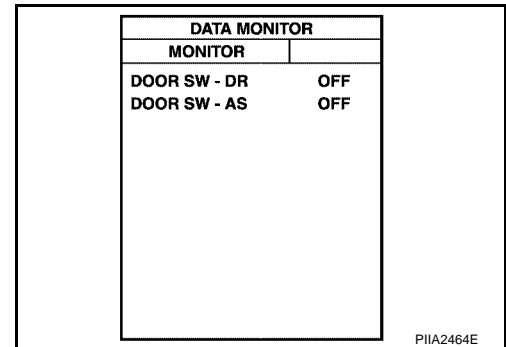 DATA MONITOR
MONITOR
DOOR SW - DR OFF
DOOR SW - AS OFF
PIIA2464E